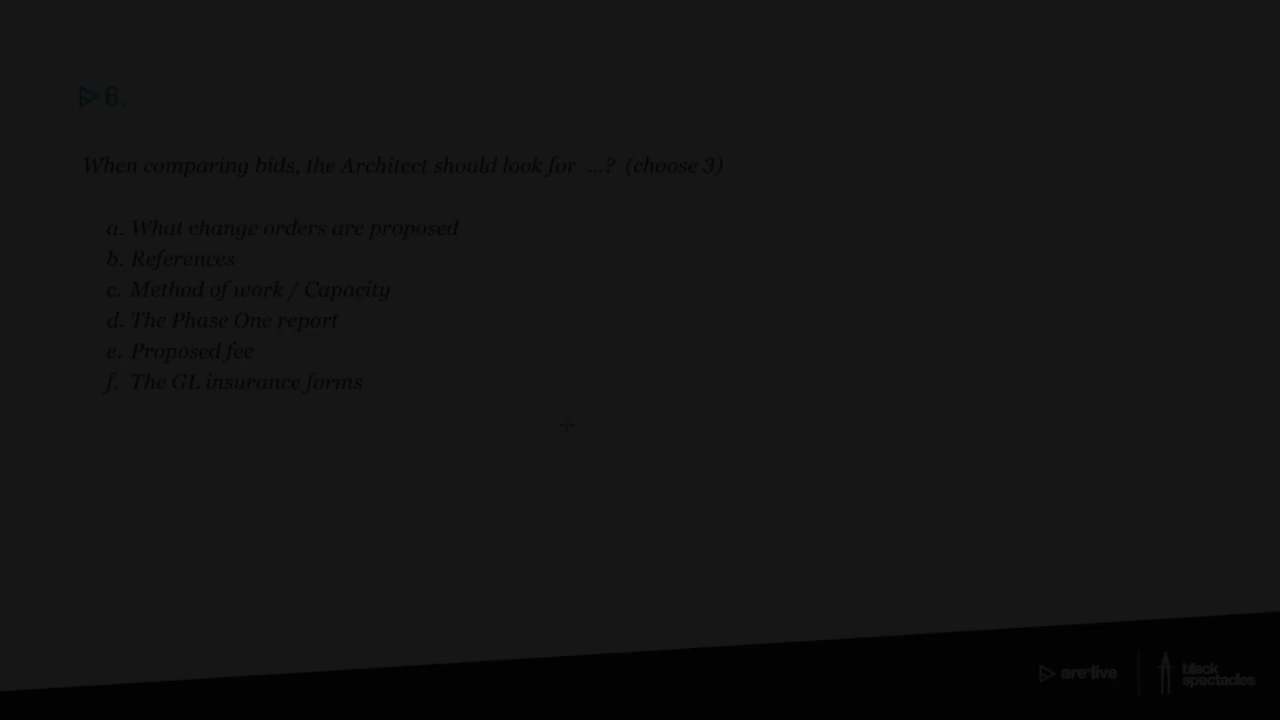 6.
When comparing bids, the Architect should look for ...? (choose 3)
a. What change orders are proposed
b. References
c. Method of work / Capacity
d. The Phase One report
e. Proposed fee
f. The GL insurance forms
are live
black
spectacles